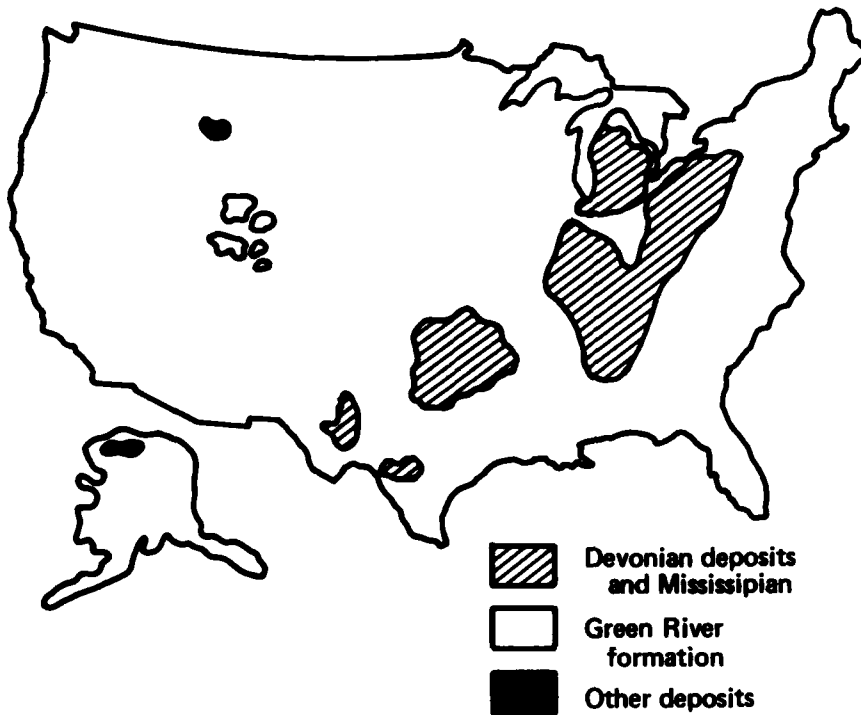 Devonian deposits
and Mississipian
Green River
formation
Other deposits